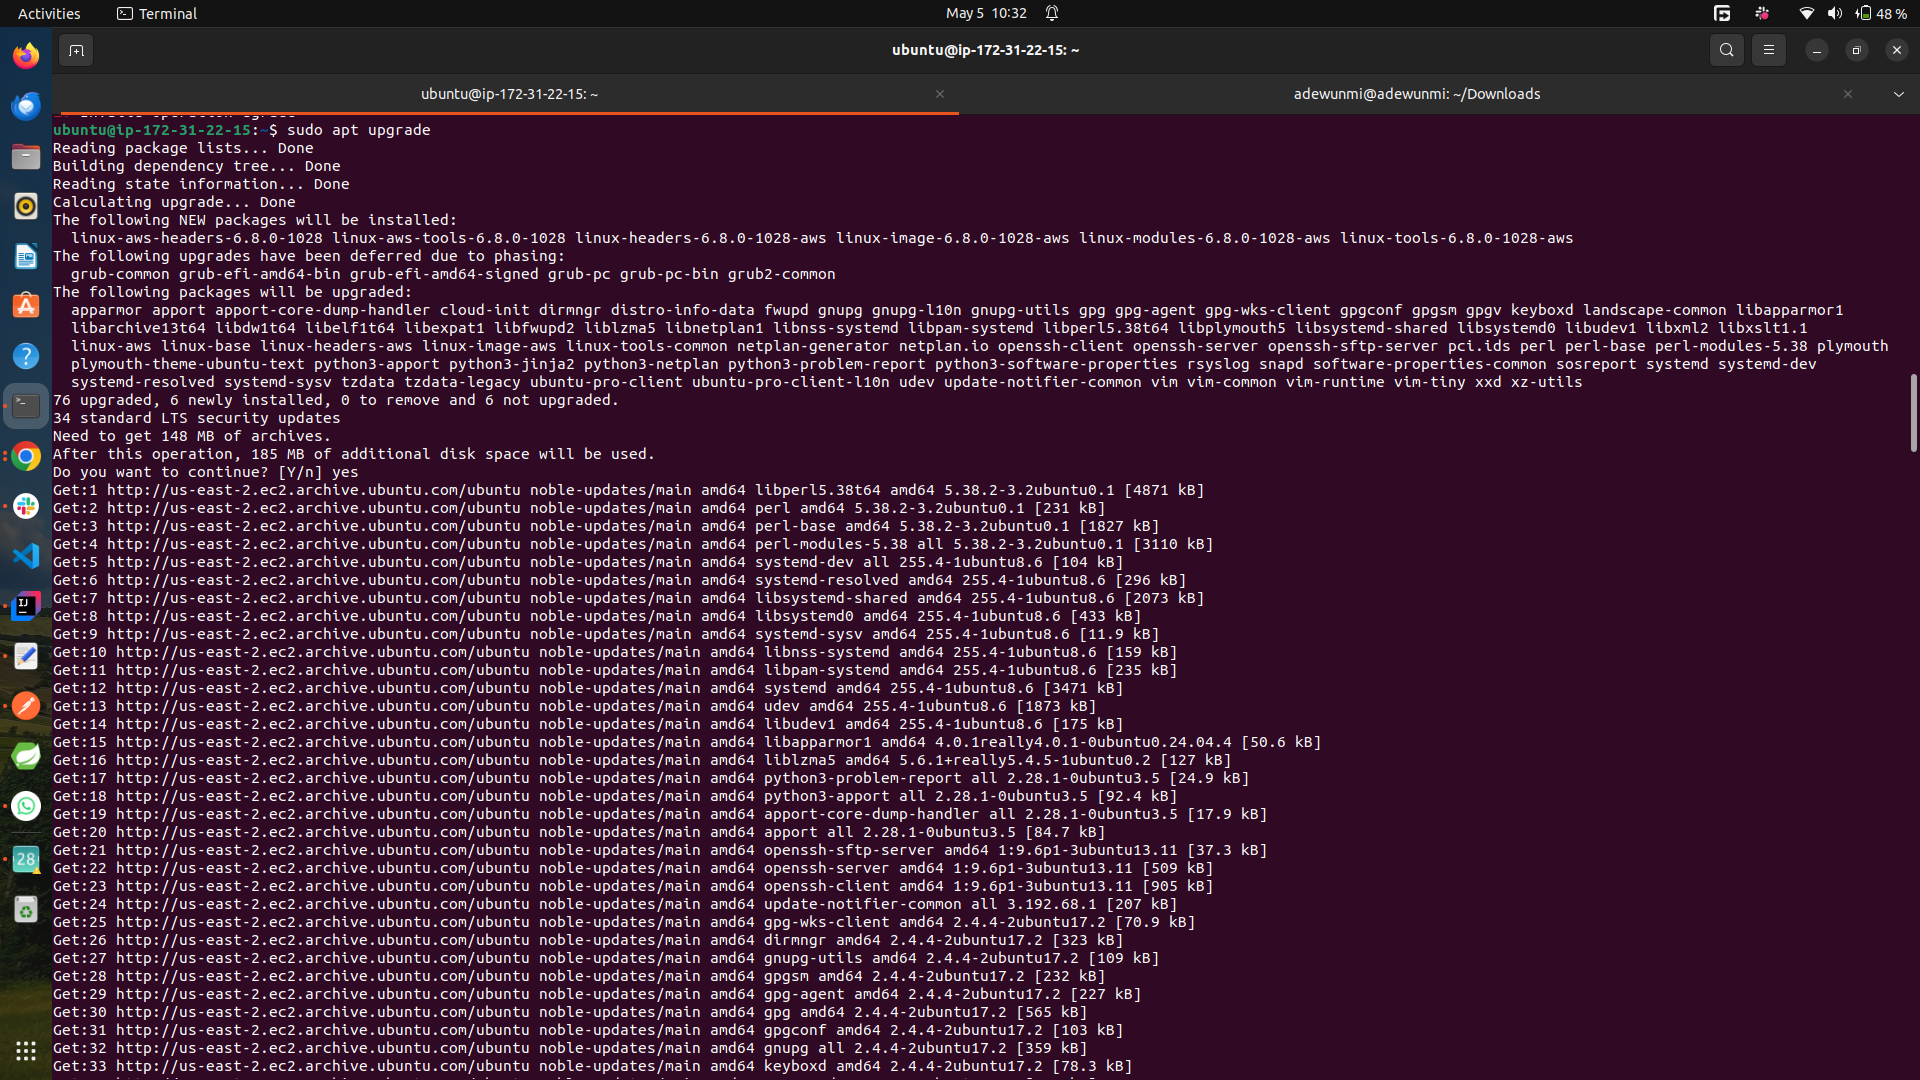 Activities
Terminal
May 5 10:32
48 %
ubuntu@ip-172-31-22-15: ~
ubuntu@ip-172-31-22-15: ~
adewunmi@adewunmi: ~/Downloads
ubuntu@ip-172-31-22-15:~$ sudo apt upgrade
Reading package lists... Done
Building dependency tree... Done
Reading state information... Done
Calculating upgrade... Done
The following NEW packages will be installed:
linux-aws-headers-6.8.0-1028 linux-aws-tools-6.8.0-1028 linux-headers-6.8.0-1028-aws linux-image-6.8.0-1028-aws linux-modules-6.8.0-1028-aws linux-tools-6.8.0-1028-aws
The following upgrades have been deferred due to phasing:
grub-common grub-efi-amd64-bin grub-efi-amd64-signed grub-pc grub-pc-bin grub2-common
The following packages will be upgraded:
apparmor apport apport-core-dump-handler cloud-init dirmngr distro-info-data fwupd gnupg gnupg-l10n gnupg-utils gpg gpg-agent gpg-wks-client gpgconf gpgsm gpgv keyboxd landscape-common libapparmor1
libarchive13t64 libdw1t64 libelf1t64 libexpat1 libfwupd2 liblzma5 libnetplan1 libnss-systemd libpam-systemd libperl5.38t64 libplymouth5 libsystemd-shared libsystemd0 libudev1 libxml2 libxslt1.1
linux-aws linux-base linux-headers-aws linux-image-aws linux-tools-common netplan-generator netplan.io openssh-client openssh-server openssh-sftp-server pci.ids perl perl-base perl-modules-5.38 plymouth
plymouth-theme-ubuntu-text python3-apport python3-jinja2 python3-netplan python3-problem-report python3-software-properties rsyslog snapd software-properties-common sosreport systemd systemd-dev
systemd-resolved systemd-sysv tzdata tzdata-legacy ubuntu-pro-client ubuntu-pro-client-l10n udev update-notifier-common vim vim-common vim-runtime vim-tiny xxd xz-utils
76 upgraded, 6 newly installed, 0 to remove and 6 not upgraded.
34 standard LTS security updates
Need to get 148 MB of archives.
After this operation, 185 MB of additional disk space will be used.
Do you want to continue? [Y/n] yes
Get:1 http://us-east-2.ec2.archive.ubuntu.com/ubuntu noble-updates/main amd64 libperl5.38t64 amd64 5.38.2-3.2ubuntu0.1 [4871 kB]
Get:2 http://us-east-2.ec2.archive.ubuntu.com/ubuntu noble-updates/main amd64 perl amd64 5.38.2-3.2ubuntu0.1 [231 kB]
Get:3 http://us-east-2.ec2.archive.ubuntu.com/ubuntu noble-updates/main amd64 perl-base amd64 5.38.2-3.2ubuntu0.1 [1827 kB]
Get:4 http://us-east-2.ec2.archive.ubuntu.com/ubuntu noble-updates/main amd64 perl-modules-5.38 all 5.38.2-3.2ubuntu0.1 [3110 kB]
Get:5 http://us-east-2.ec2.archive.ubuntu.com/ubuntu noble-updates/main amd64 systemd-dev all 255.4-1ubuntu8.6 [104 kB]
Get:6 http://us-east-2.ec2.archive.ubuntu.com/ubuntu noble-updates/main amd64 systemd-resolved amd64 255.4-1ubuntu8.6 [296 kB]
Get:7 http://us-east-2.ec2.archive.ubuntu.com/ubuntu noble-updates/main amd64 libsystemd-shared amd64 255.4-1ubuntu8.6 [2073 kB]
Get:8 http://us-east-2.ec2.archive.ubuntu.com/ubuntu noble-updates/main amd64 libsystemd0 amd64 255.4-1ubuntu8.6 [433 kB]
Get:9 http://us-east-2.ec2.archive.ubuntu.com/ubuntu noble-updates/main amd64 systemd-sysv amd64 255.4-1ubuntu8.6 [11.9 kB]
Get:10 http://us-east-2.ec2.archive.ubuntu.com/ubuntu noble-updates/main amd64 libnss-systemd amd64 255.4-1ubuntu8.6 [159 kB]
Get:11 http://us-east-2.ec2.archive.ubuntu.com/ubuntu noble-updates/main amd64 libpam-systemd amd64 255.4-1ubuntu8.6 [235 kB]
Get:12 http://us-east-2.ec2.archive.ubuntu.com/ubuntu noble-updates/main amd64 systemd amd64 255.4-1ubuntu8.6 [3471 kB]
Get:13 http://us-east-2.ec2.archive.ubuntu.com/ubuntu noble-updates/main amd64 udev amd64 255.4-1ubuntu8.6 [1873 kB]
Get:14 http://us-east-2.ec2.archive.ubuntu.com/ubuntu noble-updates/main amd64 libudev1 amd64 255.4-1ubuntu8.6 [175 kB]
Get:15 http://us-east-2.ec2.archive.ubuntu.com/ubuntu noble-updates/main amd64 libapparmor1 amd64 4.0.1really4.0.1-0ubuntu0.24.04.4 [50.6 kB]
Get:16 http://us-east-2.ec2.archive.ubuntu.com/ubuntu noble-updates/main amd64 liblzma5 amd64 5.6.1+really5.4.5-1ubuntu0.2 [127 kB]
Get:17 http://us-east-2.ec2.archive.ubuntu.com/ubuntu noble-updates/main amd64 python3-problem-report all 2.28.1-0ubuntu3.5 [24.9 kB]
Get:18 http://us-east-2.ec2.archive.ubuntu.com/ubuntu noble-updates/main amd64 python3-apport all 2.28.1-0ubuntu3.5 [92.4 kB]
Get:19 http://us-east-2.ec2.archive.ubuntu.com/ubuntu noble-updates/main amd64 apport-core-dump-handler all 2.28.1-0ubuntu3.5 [17.9 kB]
Get:20 http://us-east-2.ec2.archive.ubuntu.com/ubuntu noble-updates/main amd64 apport all 2.28.1-0ubuntu3.5 [84.7 kB]
Get:21 http://us-east-2.ec2.archive.ubuntu.com/ubuntu noble-updates/main amd64 openssh-sftp-server amd64 1:9.6p1-3ubuntu13.11 [37.3 kB]
Get:22 http://us-east-2.ec2.archive.ubuntu.com/ubuntu noble-updates/main amd64 openssh-server amd64 1:9.6p1-3ubuntu13.11 [509 kB]
Get:23 http://us-east-2.ec2.archive.ubuntu.com/ubuntu noble-updates/main amd64 openssh-client amd64 1:9.6p1-3ubuntu13.11 [905 kB]
Get:24 http://us-east-2.ec2.archive.ubuntu.com/ubuntu noble-updates/main amd64 update-notifier-common all 3.192.68.1 [207 kB]
Get:25 http://us-east-2.ec2.archive.ubuntu.com/ubuntu noble-updates/main amd64 gpg-wks-client amd64 2.4.4-2ubuntu17.2 [70.9 kB]
Get:26 http://us-east-2.ec2.archive.ubuntu.com/ubuntu noble-updates/main amd64 dirmngr amd64 2.4.4-2ubuntu17.2 [323 kB]
Get:27 http://us-east-2.ec2.archive.ubuntu.com/ubuntu noble-updates/main amd64 gnupg-utils amd64 2.4.4-2ubuntu17.2 [109 kB]
Get:28 http://us-east-2.ec2.archive.ubuntu.com/ubuntu noble-updates/main amd64 gpgsm amd64 2.4.4-2ubuntu17.2 [232 kB]
Get:29 http://us-east-2.ec2.archive.ubuntu.com/ubuntu noble-updates/main amd64 gpg-agent amd64 2.4.4-2ubuntu17.2 [227 kB]
Get:30 http://us-east-2.ec2.archive.ubuntu.com/ubuntu noble-updates/main amd64 gpg amd64 2.4.4-2ubuntu17.2 [565 kB]
Get:31 http://us-east-2.ec2.archive.ubuntu.com/ubuntu noble-updates/main amd64 gpgconf amd64 2.4.4-2ubuntu17.2 [103 kB]
Get:32 http://us-east-2.ec2.archive.ubuntu.com/ubuntu noble-updates/main amd64 gnupg all 2.4.4-2ubuntu17.2 [359 kB]
Get:33 http://us-east-2.ec2.archive.ubuntu.com/ubuntu noble-updates/main amd64 keyboxd amd64 2.4.4-2ubuntu17.2 [78.3 kB]
IJ
28